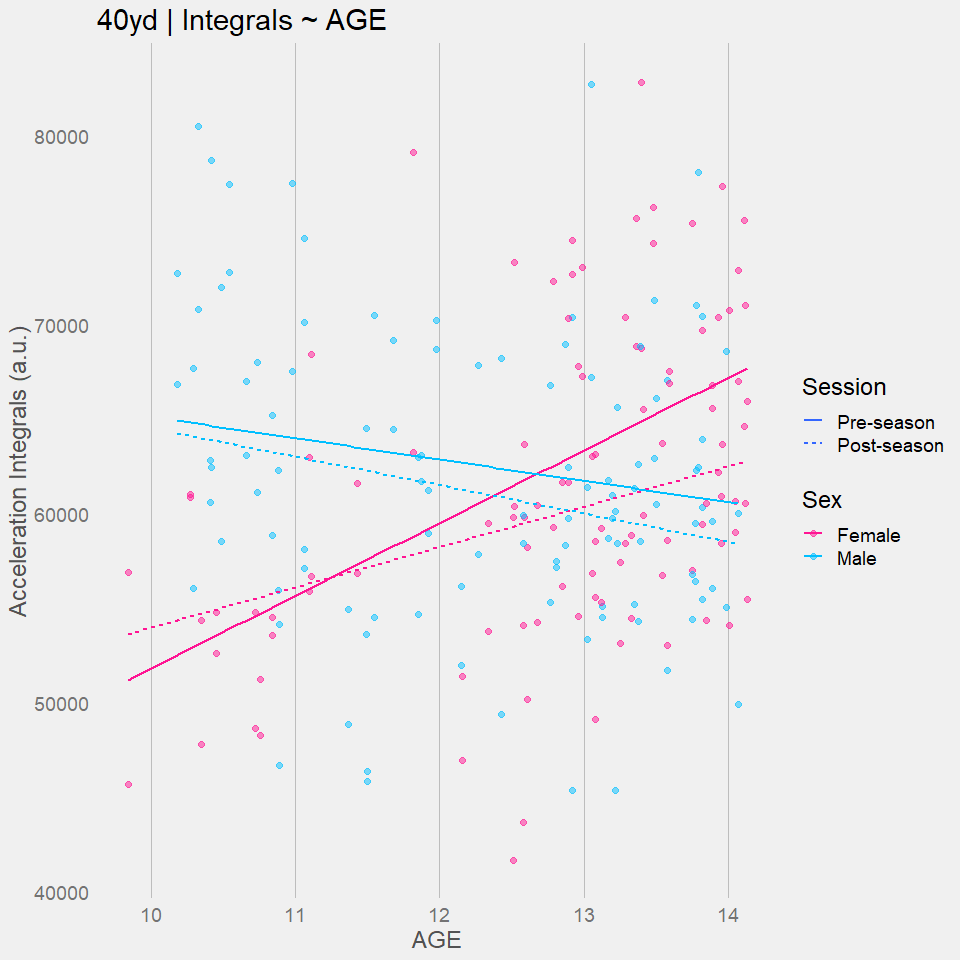 40yd | Integrals ~ AGE
Acceleration Integrals (a.u.)
80000
70000
60000
50000
40000
10 11 12 13 14
AGE
Session
Pre-season
Post-season
Sex
Female
Male